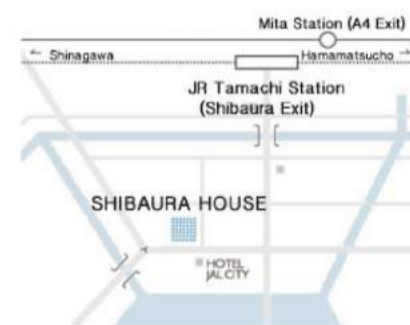 Mita Station (A4 Exit)
← Shinagawa
Hamamatsucho →
JR Tamachi Station
(Shibaura Exit)
SHIBAURA HOUSE
HOTEL
JAL CITY